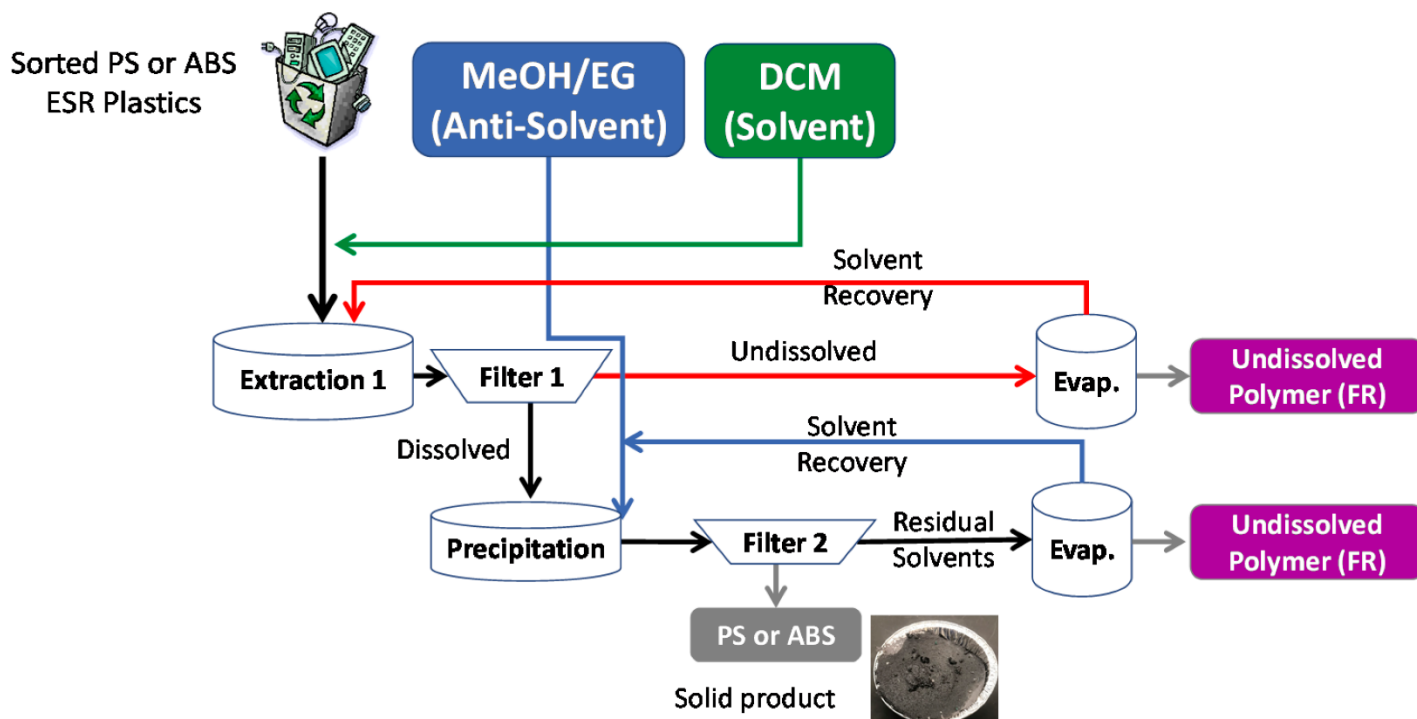 Sorted PS or ABS
ESR Plastics
MeOH/EG
(Anti-Solvent)
DCM
(Solvent)
Solvent
Recovery
Extraction 1
Filter 1
Undissolved
Evap.
Undissolved
Polymer (FR)
Dissolved
Solvent
Recovery
Precipitation
Filter 2
Residual
Solvents
Evap.
Undissolved
Polymer (FR)
PS or ABS
Solid product